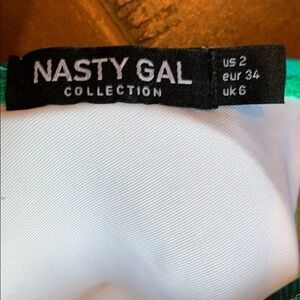 NASTY GAL
COLLECTION
us 2
eur 34
uk 6